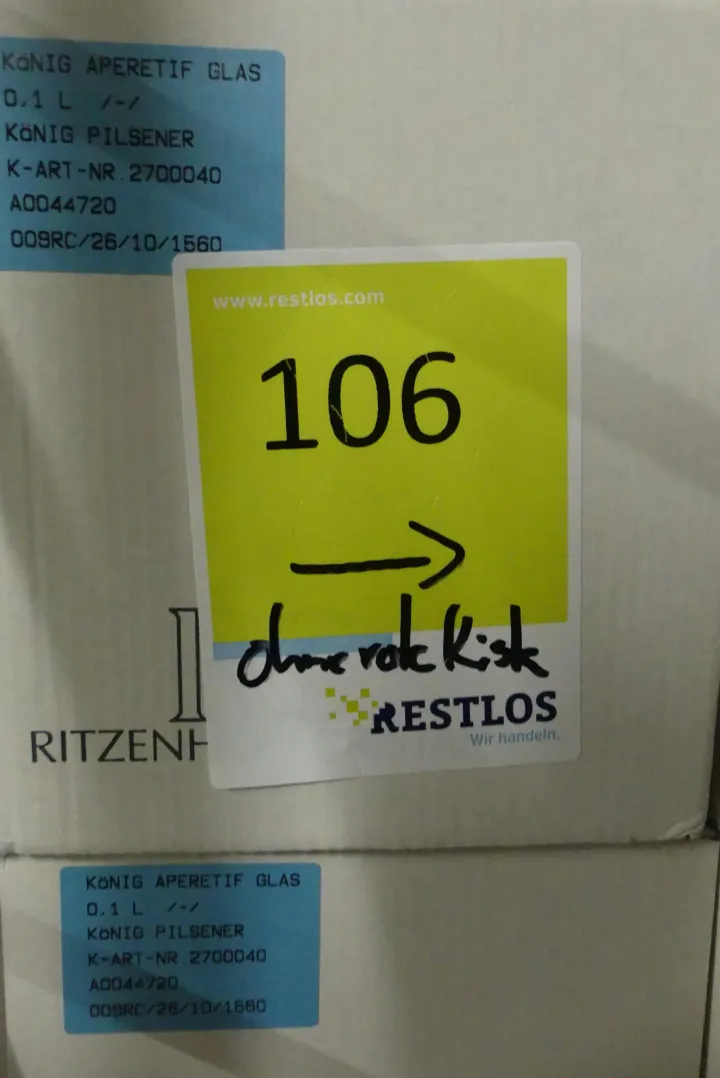 KöNIG APERETIF GLAS
0,1 L /-/
KöNIG PILSENER
K-ART-NR.2700040
A0044720
009RC/26/10/1560
www.restlos.com
106
ohne rote Kiste
RITZENH
RESTLOS
Wir handeln.
KöNIG APERETIF GLAS
0,1 L /-/
KöNIG PILSENER
K-ART-NR.2700040
A0044720
009RC/26/10/1560